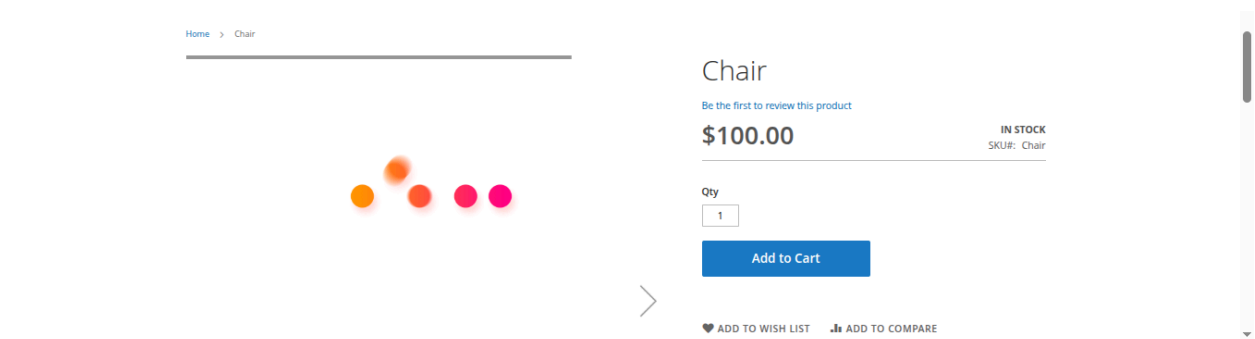 Home > Chair
Chair
Be the first to review this product
$100.00
IN STOCK
SKU#: Chair
Qty
1
Add to Cart
ADD TO WISH LIST
ADD TO COMPARE